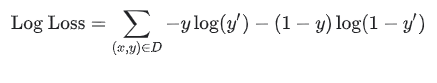 Log Loss = ∑_{(x,y)∈D} −y log(y′) − (1 − y) log(1 − y′)